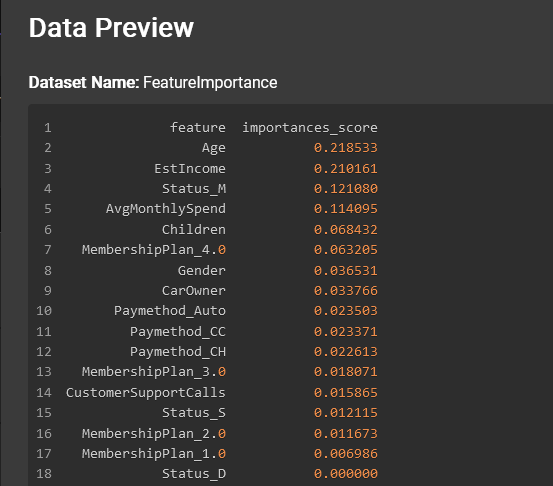 Data Preview
Dataset Name: FeatureImportance
1 feature importances_score
2 Age 0.218533
3 EstIncome 0.210161
4 Status_M 0.121080
5 AvgMonthlySpend 0.114095
6 Children 0.068432
7 MembershipPlan_4.0 0.063205
8 Gender 0.036531
9 CarOwner 0.033766
10 Paymethod_Auto 0.023503
11 Paymethod_CC 0.023371
12 Paymethod_CH 0.022613
13 MembershipPlan_3.0 0.018071
14 CustomerSupportCalls 0.015865
15 Status_S 0.012115
16 MembershipPlan_2.0 0.011673
17 MembershipPlan_1.0 0.006986
18 Status_D 0.000000